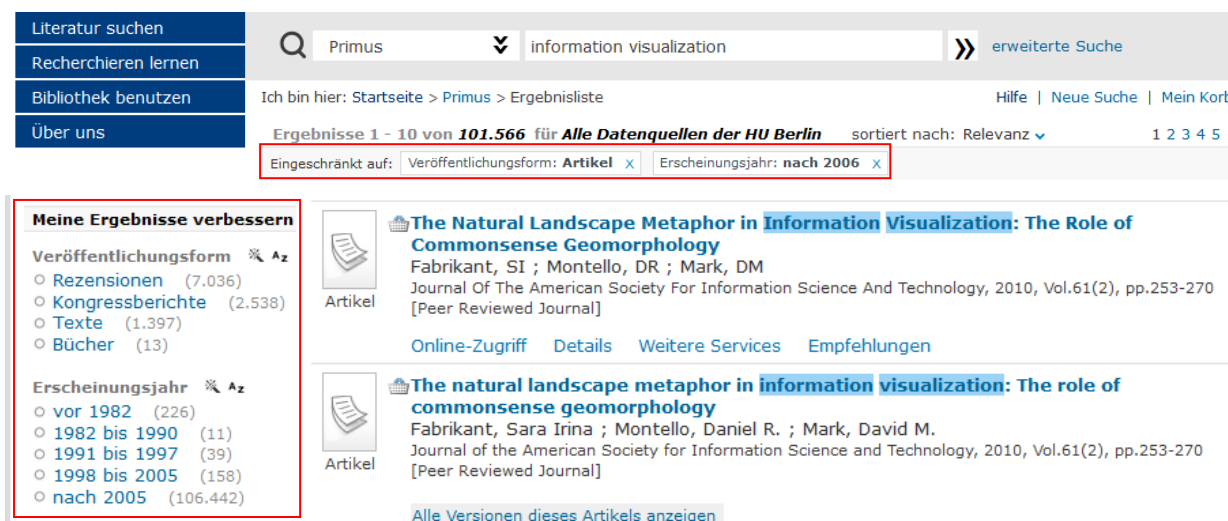 Literatur suchen
Recherchieren lernen
Bibliothek benutzen
Über uns
Primus
information visualization
erweiterte Suche
Ich bin hier: Startseite > Primus > Ergebnisliste
Hilfe | Neue Suche | Mein Korb
Ergebnisse 1 - 10 von 101.566 für Alle Datenquellen der HU Berlin sortiert nach: Relevanz 1 2 3 4 5
Eingeschränkt auf: Veröffentlichungsform: Artikel x Erscheinungsjahr: nach 2006 x
Meine Ergebnisse verbessern
Veröffentlichungsform AZ
Rezensionen (7.036)
Kongressberichte (2.538)
Texte (1.397)
Bücher (13)
Erscheinungsjahr AZ
vor 1982 (226)
1982 bis 1990 (11)
1991 bis 1997 (39)
1998 bis 2005 (158)
nach 2005 (106.442)
Artikel
The Natural Landscape Metaphor in Information Visualization: The Role of
Commonsense Geomorphology
Fabrikant, SI ; Montello, DR ; Mark, DM
Journal Of The American Society For Information Science And Technology, 2010, Vol.61(2), pp.253-270
[Peer Reviewed Journal]
Online-Zugriff Details Weitere Services Empfehlungen
Artikel
The natural landscape metaphor in information visualization: The role of
commonsense geomorphology
Fabrikant, Sara Irina ; Montello, Daniel R. ; Mark, David M.
Journal of the American Society for Information Science and Technology, 2010, Vol.61(2), pp.253-270
[Peer Reviewed Journal]
Alle Versionen dieses Artikels anzeigen